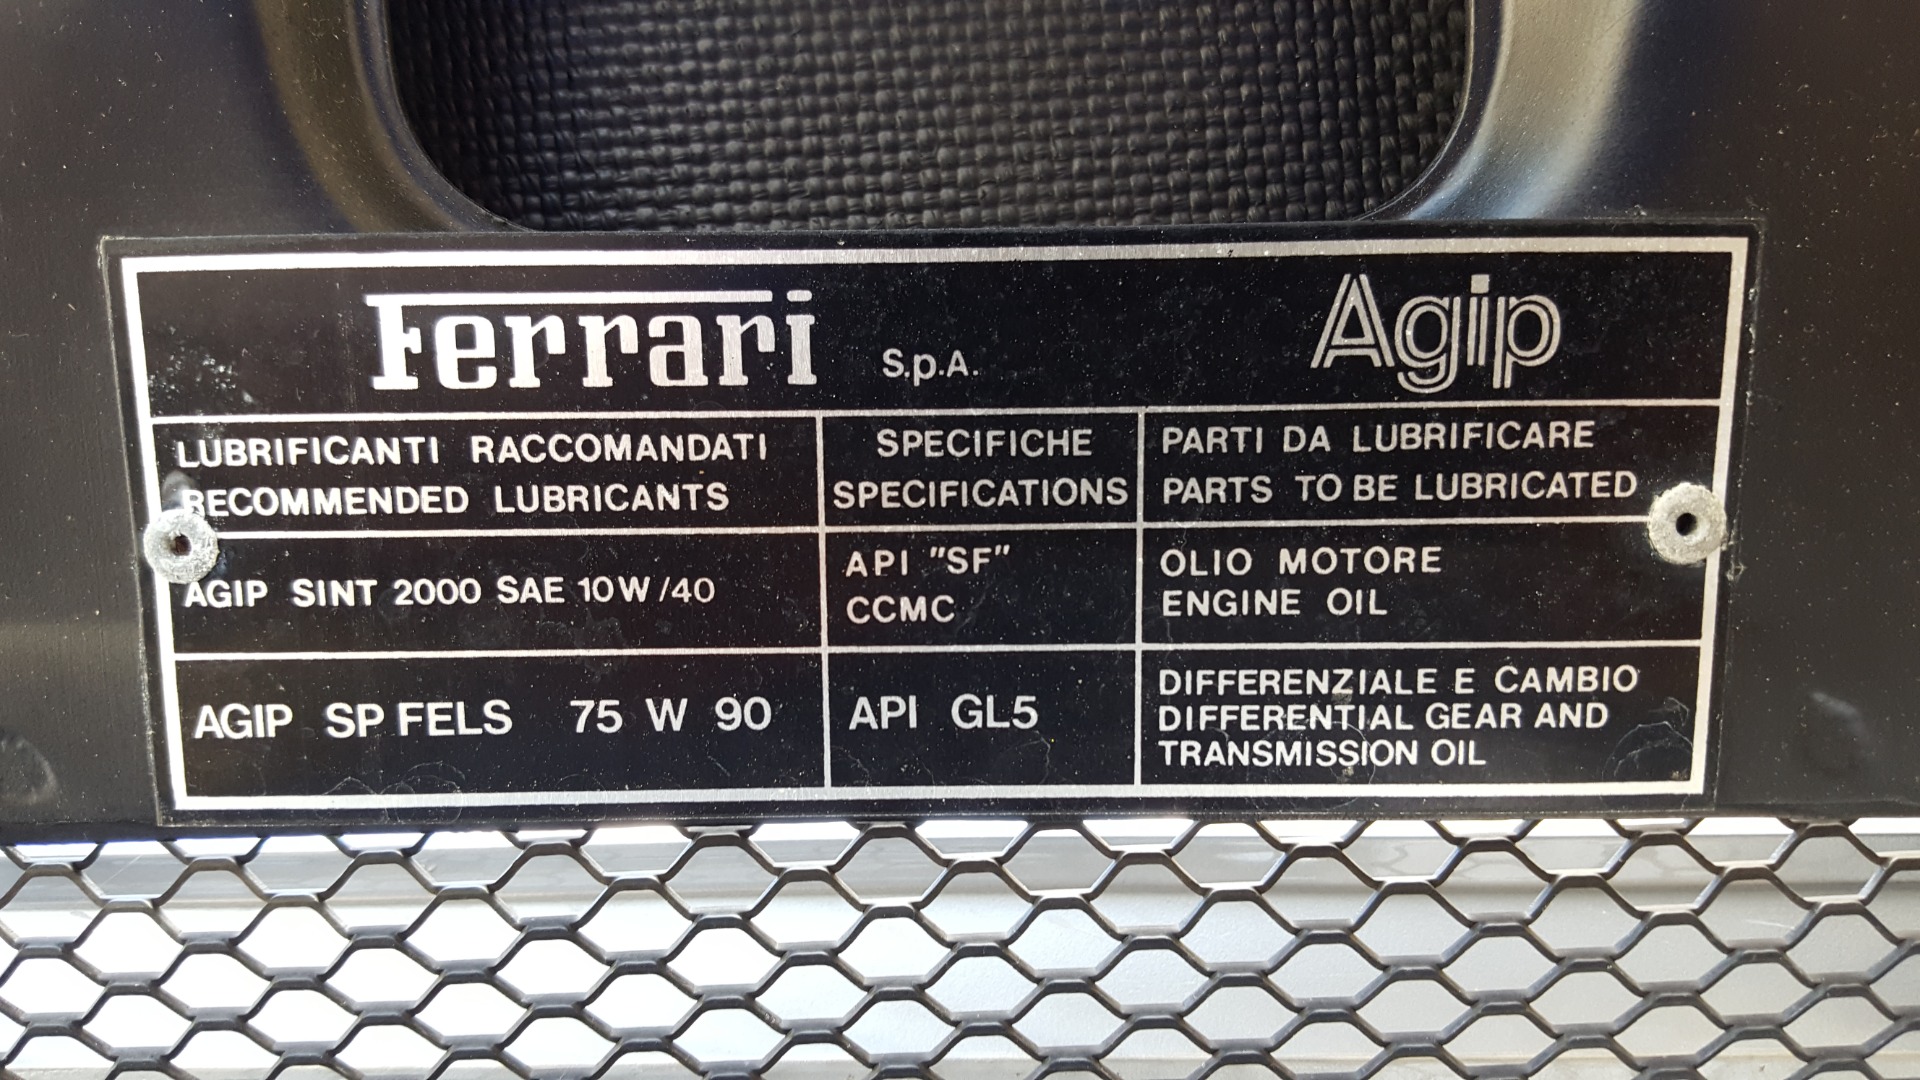 Ferrari S.p.A. Agip
LUBRIFICANTI RACCOMANDATI
RECOMMENDED LUBRICANTS
SPECIFICHE
SPECIFICATIONS
PARTI DA LUBRIFICARE
PARTS TO BE LUBRICATED
AGIP SINT 2000 SAE 10W/40
API "SF"
CCMC
OLIO MOTORE
ENGINE OIL
AGIP SP FELS 75 W 90
API GL5
DIFFERENZIALE E CAMBIO
DIFFERENTIAL GEAR AND
TRANSMISSION OIL